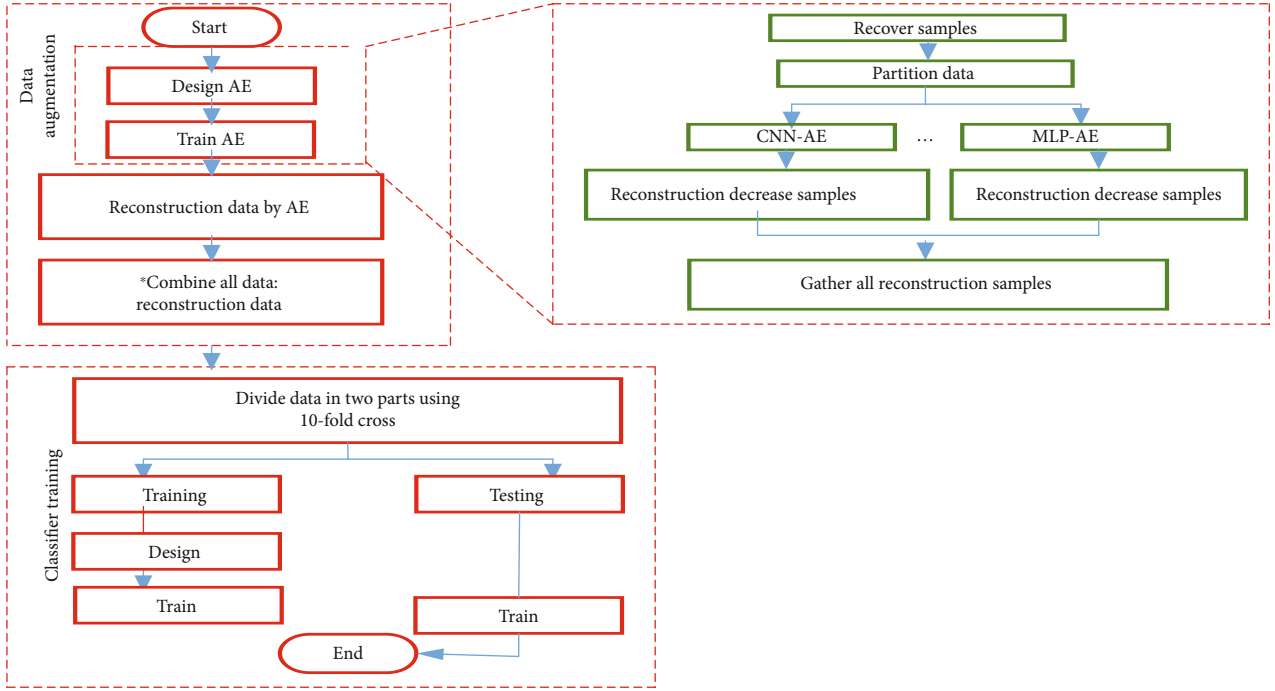 Start
Data
augmentation
Design AE
Train AE
Reconstruction data by AE
*Combine all data:
reconstruction data
Recover samples
Partition data
CNN-AE
...
MLP-AE
Reconstruction decrease samples
Reconstruction decrease samples
Gather all reconstruction samples
Classifier training
Divide data in two parts using
10-fold cross
Training
Testing
Design
Train
Train
End